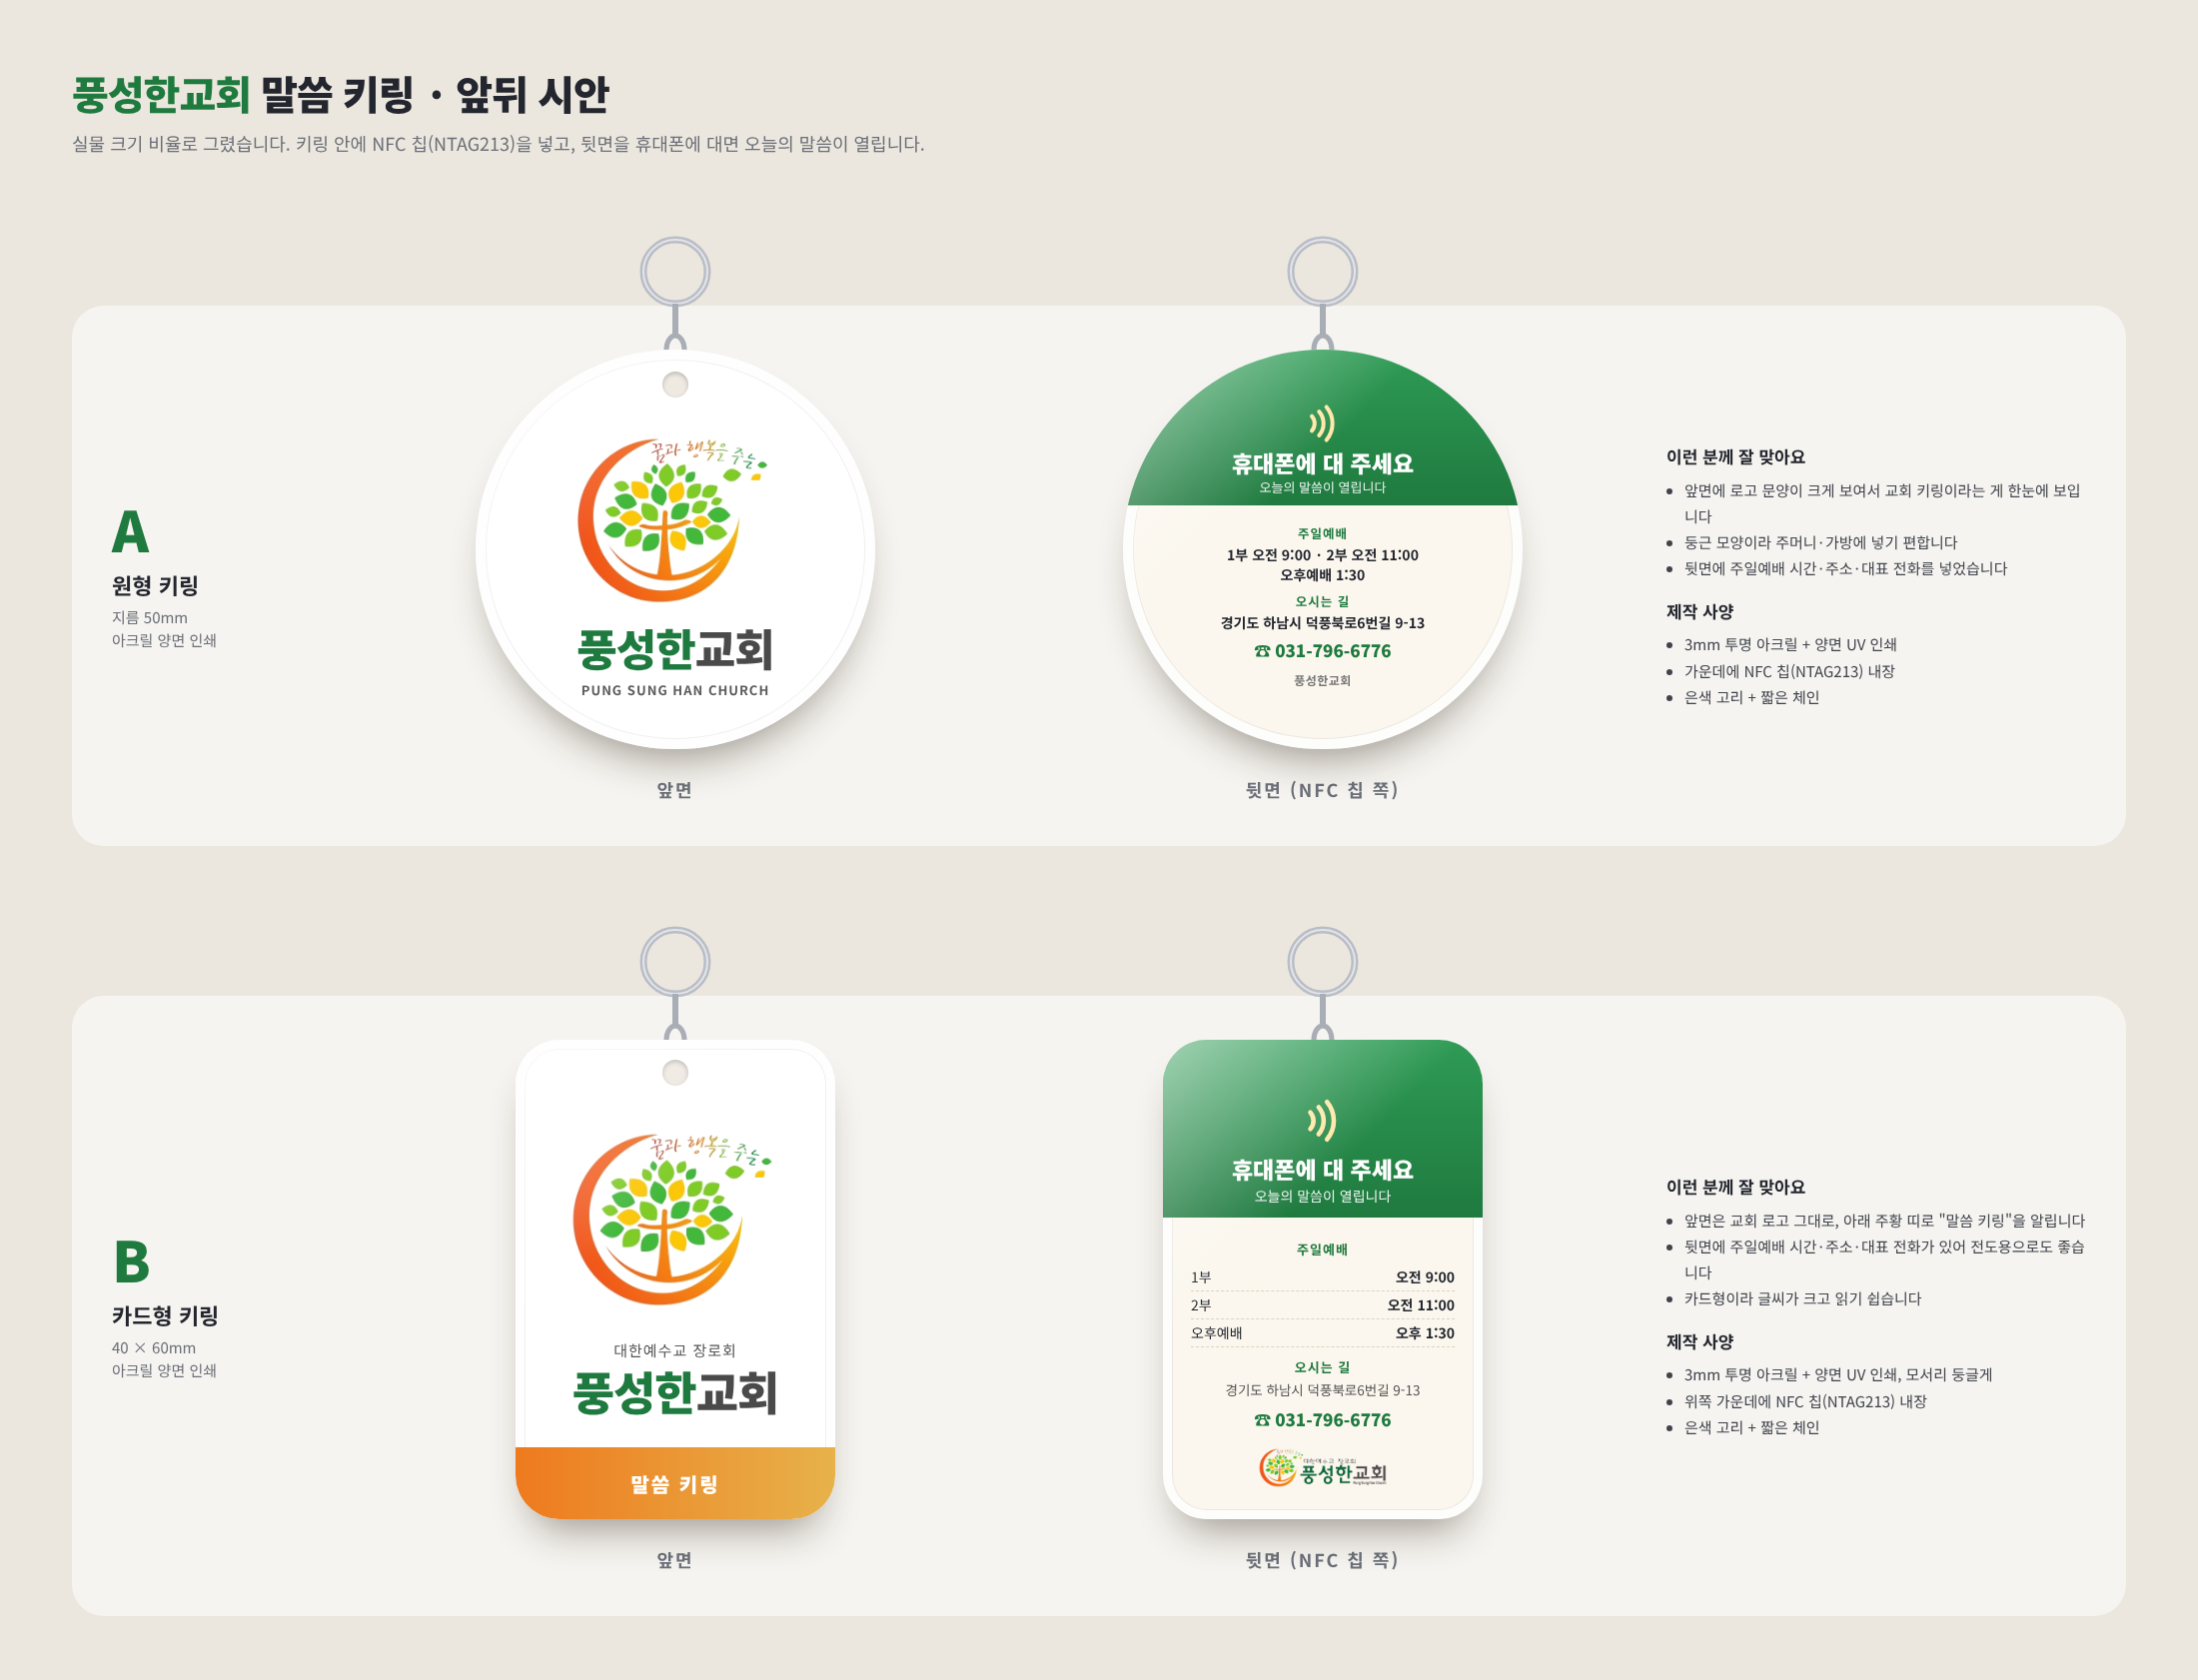 풍성한교회 말씀 키링 · 앞뒤 시안
실물 크기 비율로 그렸습니다. 키링 안에 NFC 칩(NTAG213)을 넣고, 뒷면을 휴대폰에 대면 오늘의 말씀이 열립니다.
A
원형 키링
지름 50mm
아크릴 양면 인쇄
꿈과 행복을 주는
풍성한교회
PUNG SUNG HAN CHURCH
앞면
휴대폰에 대 주세요
오늘의 말씀이 열립니다
주일예배
1부 오전 9:00 · 2부 오전 11:00
오후예배 1:30
오시는 길
경기도 하남시 덕풍북로6번길 9-13
☎ 031-796-6776
풍성한교회
뒷면 (NFC 칩 쪽)
이런 분께 잘 맞아요
앞면에 로고 문양이 크게 보여서 교회 키링이라는 게 한눈에 보입
니다
둥근 모양이라 주머니·가방에 넣기 편합니다
뒷면에 주일예배 시간·주소·대표 전화를 넣었습니다
제작 사양
3mm 투명 아크릴 + 양면 UV 인쇄
가운데에 NFC 칩(NTAG213) 내장
은색 고리 + 짧은 체인
B
카드형 키링
40 × 60mm
아크릴 양면 인쇄
꿈과 행복을 주는
대한예수교 장로회
풍성한교회
말씀 키링
앞면
휴대폰에 대 주세요
오늘의 말씀이 열립니다
주일예배
1부 오전 9:00
2부 오전 11:00
오후예배 오후 1:30
오시는 길
경기도 하남시 덕풍북로6번길 9-13
☎ 031-796-6776
대한예수교 장로회
풍성한교회
뒷면 (NFC 칩 쪽)
이런 분께 잘 맞아요
앞면은 교회 로고 그대로, 아래 주황 띠로 "말씀 키링"을 알립니다
뒷면에 주일예배 시간·주소·대표 전화가 있어 전도용으로도 좋습
니다
카드형이라 글씨가 크고 읽기 쉽습니다
제작 사양
3mm 투명 아크릴 + 양면 UV 인쇄, 모서리 둥글게
위쪽 가운데에 NFC 칩(NTAG213) 내장
은색 고리 + 짧은 체인